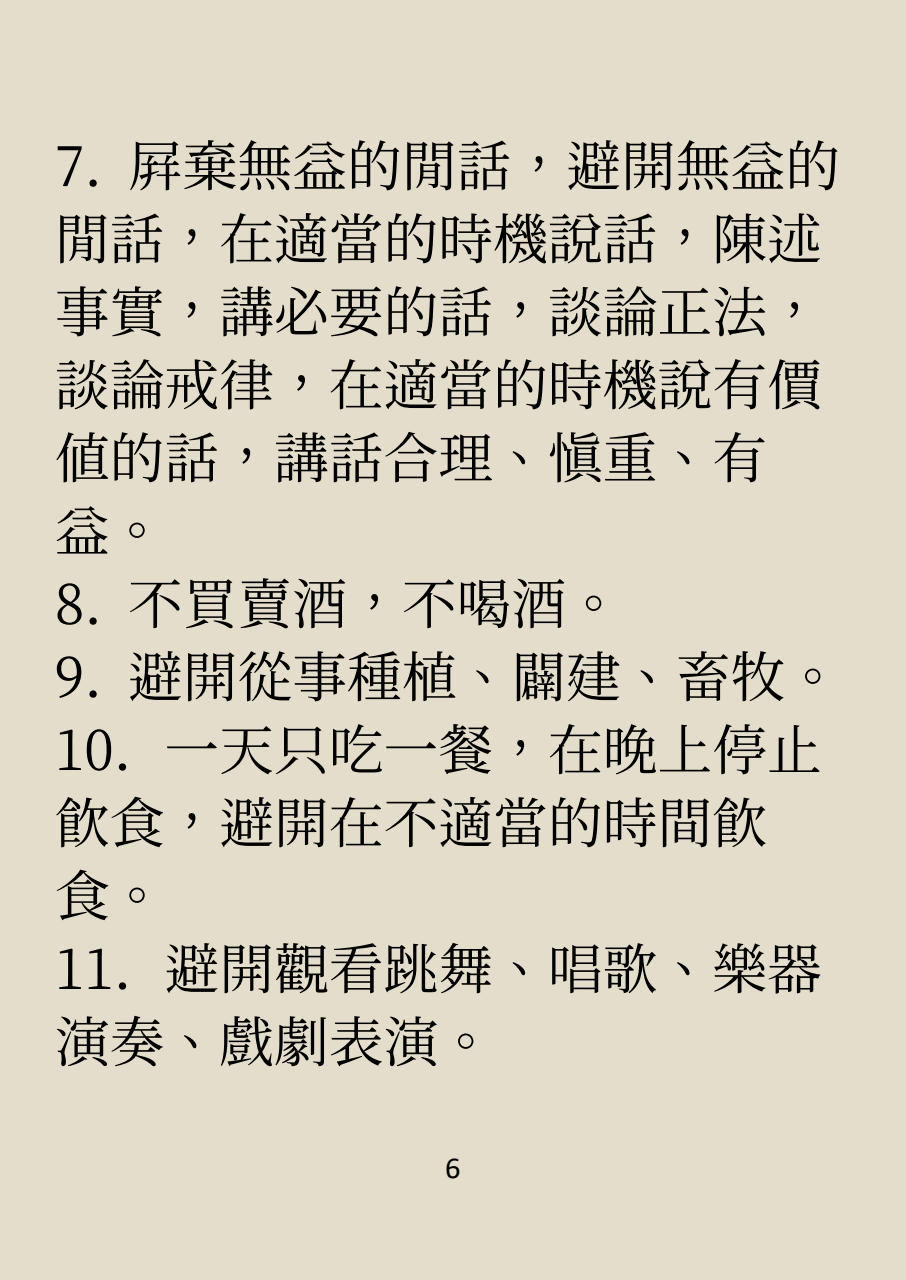 7. 屏棄無益的閒話，避開無益的
閒話，在適當的時機說話，陳述
事實，講必要的話，談論正法，
談論戒律，在適當的時機說有價
值的話，講話合理、慎重、有
益。
8. 不買賣酒，不喝酒。
9. 避開從事種植、闢建、畜牧。
10. 一天只吃一餐，在晚上停止
飲食，避開在不適當的時間飲
食。
11. 避開觀看跳舞、唱歌、樂器
演奏、戲劇表演。
6